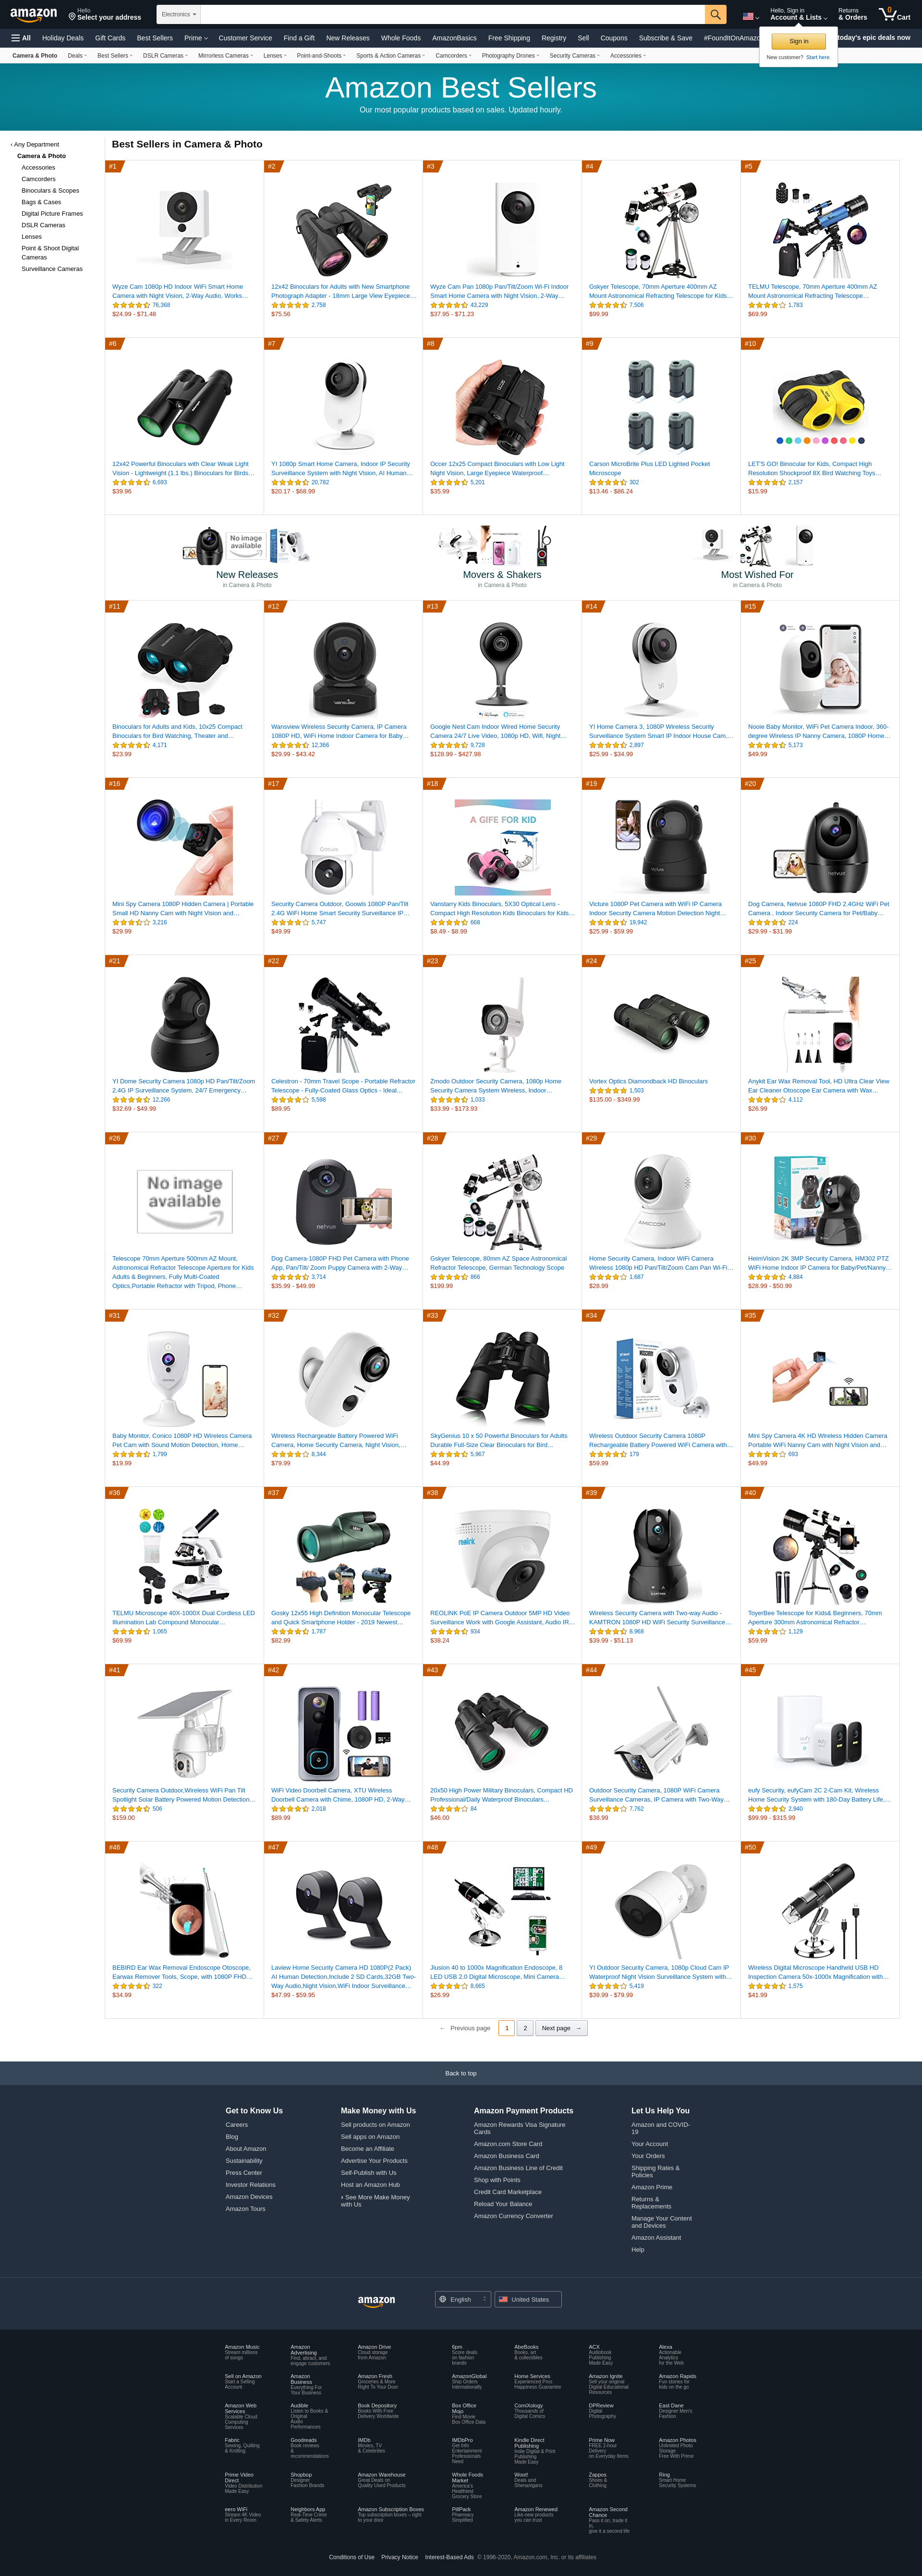 amazon
Hello
Select your address
Electronics
Hello, Sign in
Account & Lists
Returns
& Orders
0
Cart
All
Holiday Deals
Gift Cards
Best Sellers
Prime
Customer Service
Find a Gift
New Releases
Whole Foods
AmazonBasics
Free Shipping
Registry
Sell
Coupons
Subscribe & Save
#FoundItOnAmazon
today's epic deals now
Sign in
New customer? Start here.
Camera & Photo
Deals
Best Sellers
DSLR Cameras
Mirrorless Cameras
Lenses
Point-and-Shoots
Sports & Action Cameras
Camcorders
Photography Drones
Security Cameras
Accessories
Amazon Best Sellers
Our most popular products based on sales. Updated hourly.
‹ Any Department
Camera & Photo
Accessories
Camcorders
Binoculars & Scopes
Bags & Cases
Digital Picture Frames
DSLR Cameras
Lenses
Point & Shoot Digital
Cameras
Surveillance Cameras
Best Sellers in Camera & Photo
#1
Wyze Cam 1080p HD Indoor WiFi Smart Home
Camera with Night Vision, 2-Way Audio, Works…
76,368
$24.99 - $71.48
#2
12x42 Binoculars for Adults with New Smartphone
Photograph Adapter - 18mm Large View Eyepiece…
2,758
$75.56
#3
Wyze Cam Pan 1080p Pan/Tilt/Zoom Wi-Fi Indoor
Smart Home Camera with Night Vision, 2-Way…
43,229
$37.95 - $71.23
#4
Gskyer Telescope, 70mm Aperture 400mm AZ
Mount Astronomical Refracting Telescope for Kids…
7,506
$99.99
#5
TELMU Telescope, 70mm Aperture 400mm AZ
Mount Astronomical Refracting Telescope…
1,783
$69.99
#6
12x42 Powerful Binoculars with Clear Weak Light
Vision - Lightweight (1.1 lbs.) Binoculars for Birds…
6,693
$39.96
#7
YI 1080p Smart Home Camera, Indoor IP Security
Surveillance System with Night Vision, AI Human…
20,782
$20.17 - $68.99
#8
Occer 12x25 Compact Binoculars with Low Light
Night Vision, Large Eyepiece Waterproof…
5,201
$35.99
#9
Carson MicroBrite Plus LED Lighted Pocket
Microscope
302
$13.46 - $86.24
#10
LET'S GO! Binocular for Kids, Compact High
Resolution Shockproof 8X Bird Watching Toys…
2,157
$15.99
No image
available
New Releases
in Camera & Photo
Movers & Shakers
in Camera & Photo
Most Wished For
in Camera & Photo
#11
Binoculars for Adults and Kids, 10x25 Compact
Binoculars for Bird Watching, Theater and…
4,171
$23.99
#12
Wansview Wireless Security Camera, IP Camera
1080P HD, WiFi Home Indoor Camera for Baby…
12,366
$29.99 - $43.42
#13
Google Nest Cam Indoor Wired Home Security
Camera 24/7 Live Video, 1080p HD, Wifi, Night…
9,728
$128.99 - $427.98
#14
YI Home Camera 3, 1080P Wireless Security
Surveillance System Smart IP Indoor House Cam,…
2,897
$25.99 - $34.99
#15
Nooie Baby Monitor, WiFi Pet Camera Indoor, 360-
degree Wireless IP Nanny Camera, 1080P Home…
5,173
$49.99
#16
Mini Spy Camera 1080P Hidden Camera | Portable
Small HD Nanny Cam with Night Vision and…
3,216
$29.99
#17
Security Camera Outdoor, Goowls 1080P Pan/Tilt
2.4G WiFi Home Smart Security Surveillance IP…
5,747
$49.99
#18
A GIFE FOR KID
Vanstarry Kids Binoculars, 5X30 Optical Lens -
Compact High Resolution Kids Binoculars for Kids…
668
$8.49 - $8.99
#19
Victure 1080P Pet Camera with WiFi IP Camera
Indoor Security Camera Motion Detection Night…
19,942
$25.99 - $59.99
#20
netvue
Dog Camera, Netvue 1080P FHD 2.4GHz WiFi Pet
Camera , Indoor Security Camera for Pet/Baby…
224
$29.99 - $31.99
#21
YI Dome Security Camera 1080p HD Pan/Tilt/Zoom
2.4G IP Surveillance System, 24/7 Emergency…
12,266
$32.69 - $49.99
#22
Celestron - 70mm Travel Scope - Portable Refractor
Telescope - Fully-Coated Glass Optics - Ideal…
5,598
$89.95
#23
Zmodo Outdoor Security Camera, 1080p Home
Security Camera System Wireless, Indoor…
1,033
$33.99 - $173.93
#24
Vortex Optics Diamondback HD Binoculars
1,503
$135.00 - $349.99
#25
Anykit Ear Wax Removal Tool, HD Ultra Clear View
Ear Cleaner Otoscope Ear Camera with Wax…
4,112
$26.99
#26
No image
available
Telescope 70mm Aperture 500mm AZ Mount,
Astronomical Refractor Telescope Aperture for Kids
Adults & Beginners, Fully Multi-Coated
Optics,Portable Refractor with Tripod, Phone…
#27
netvue
Dog Camera-1080P FHD Pet Camera with Phone
App, Pan/Tilt/ Zoom Puppy Camera with 2-Way…
3,714
$35.99 - $49.99
#28
Gskyer Telescope, 80mm AZ Space Astronomical
Refractor Telescope, German Technology Scope
866
$199.99
#29
AMICCOM
Home Security Camera, Indoor WiFi Camera
Wireless 1080p HD Pan/Tilt/Zoom Cam Pan Wi-Fi…
1,687
$28.99
#30
HeimVision 2K 3MP Security Camera, HM302 PTZ
WiFi Home Indoor IP Camera for Baby/Pet/Nanny…
4,884
$28.99 - $50.99
#31
Baby Monitor, Conico 1080P HD Wireless Camera
Pet Cam with Sound Motion Detection, Home…
1,799
$19.99
#32
Wireless Rechargeable Battery Powered WiFi
Camera, Home Security Camera, Night Vision,…
8,344
$79.99
#33
SkyGenius 10 x 50 Powerful Binoculars for Adults
Durable Full-Size Clear Binoculars for Bird…
5,967
$44.99
#34
Wireless Outdoor Security Camera 1080P
Rechargeable Battery Powered WiFi Camera with…
179
$59.99
#35
Mini Spy Camera 4K HD Wireless Hidden Camera
Portable WiFi Nanny Cam with Night Vision and…
693
$49.99
#36
TELMU Microscope 40X-1000X Dual Cordless LED
Illumination Lab Compound Monocular…
1,065
$69.99
#37
Gosky 12x55 High Definition Monocular Telescope
and Quick Smartphone Holder - 2019 Newest…
1,787
$82.99
#38
reolink
REOLINK PoE IP Camera Outdoor 5MP HD Video
Surveillance Work with Google Assistant, Audio IR…
934
$38.24
#39
Wireless Security Camera with Two-way Audio -
KAMTRON 1080P HD WiFi Security Surveillance…
8,968
$39.99 - $51.13
#40
ToyerBee Telescope for Kids& Beginners, 70mm
Aperture 300mm Astronomical Refractor…
1,129
$59.99
#41
Security Camera Outdoor,Wireless WiFi Pan Tilt
Spotlight Solar Battery Powered Motion Detection…
506
$159.00
#42
WiFi Video Doorbell Camera, XTU Wireless
Doorbell Camera with Chime, 1080P HD, 2-Way…
2,018
$89.99
#43
20x50 High Power Military Binoculars, Compact HD
Professional/Daily Waterproof Binoculars…
84
$46.00
#44
Outdoor Security Camera, 1080P WiFi Camera
Surveillance Cameras, IP Camera with Two-Way…
7,762
$38.99
#45
eufy Security, eufyCam 2C 2-Cam Kit, Wireless
Home Security System with 180-Day Battery Life,…
2,940
$99.99 - $315.99
#46
BEBIRD Ear Wax Removal Endoscope Otoscope,
Earwax Remover Tools, Scope, with 1080P FHD…
322
$34.99
#47
Laview Home Security Camera HD 1080P(2 Pack)
AI Human Detection,Include 2 SD Cards,32GB Two-
Way Audio,Night Vision,WiFi Indoor Surveillance…
$47.99 - $59.95
#48
Jiusion 40 to 1000x Magnification Endoscope, 8
LED USB 2.0 Digital Microscope, Mini Camera…
8,665
$26.99
#49
YI Outdoor Security Camera, 1080p Cloud Cam IP
Waterproof Night Vision Surveillance System with…
5,419
$39.99 - $79.99
#50
Wireless Digital Microscope Handheld USB HD
Inspection Camera 50x-1000x Magnification with…
1,575
$41.99
← Previous page
1
2
Next page →
Back to top
Get to Know Us
Careers
Blog
About Amazon
Sustainability
Press Center
Investor Relations
Amazon Devices
Amazon Tours
Make Money with Us
Sell products on Amazon
Sell apps on Amazon
Become an Affiliate
Advertise Your Products
Self-Publish with Us
Host an Amazon Hub
› See More Make Money
with Us
Amazon Payment Products
Amazon Rewards Visa Signature
Cards
Amazon.com Store Card
Amazon Business Card
Amazon Business Line of Credit
Shop with Points
Credit Card Marketplace
Reload Your Balance
Amazon Currency Converter
Let Us Help You
Amazon and COVID-
19
Your Account
Your Orders
Shipping Rates &
Policies
Amazon Prime
Returns &
Replacements
Manage Your Content
and Devices
Amazon Assistant
Help
amazon
English
United States
Amazon Music
Stream millions
of songs
Amazon
Advertising
Find, attract, and
engage customers
Amazon Drive
Cloud storage
from Amazon
6pm
Score deals
on fashion
brands
AbeBooks
Books, art
& collectibles
ACX
Audiobook
Publishing
Made Easy
Alexa
Actionable
Analytics
for the Web
Sell on Amazon
Start a Selling
Account
Amazon
Business
Everything For
Your Business
Amazon Fresh
Groceries & More
Right To Your Door
AmazonGlobal
Ship Orders
Internationally
Home Services
Experienced Pros
Happiness Guarantee
Amazon Ignite
Sell your original
Digital Educational
Resources
Amazon Rapids
Fun stories for
kids on the go
Amazon Web
Services
Scalable Cloud
Computing
Services
Audible
Listen to Books &
Original
Audio
Performances
Book Depository
Books With Free
Delivery Worldwide
Box Office
Mojo
Find Movie
Box Office Data
ComiXology
Thousands of
Digital Comics
DPReview
Digital
Photography
East Dane
Designer Men's
Fashion
Fabric
Sewing, Quilting
& Knitting
Goodreads
Book reviews
&
recommendations
IMDb
Movies, TV
& Celebrities
IMDbPro
Get Info
Entertainment
Professionals
Need
Kindle Direct
Publishing
Indie Digital & Print
Publishing
Made Easy
Prime Now
FREE 2-hour
Delivery
on Everyday Items
Amazon Photos
Unlimited Photo
Storage
Free With Prime
Prime Video
Direct
Video Distribution
Made Easy
Shopbop
Designer
Fashion Brands
Amazon Warehouse
Great Deals on
Quality Used Products
Whole Foods
Market
America's
Healthiest
Grocery Store
Woot!
Deals and
Shenanigans
Zappos
Shoes &
Clothing
Ring
Smart Home
Security Systems
eero WiFi
Stream 4K Video
in Every Room
Neighbors App
Real-Time Crime
& Safety Alerts
Amazon Subscription Boxes
Top subscription boxes – right
to your door
PillPack
Pharmacy
Simplified
Amazon Renewed
Like-new products
you can trust
Amazon Second
Chance
Pass it on, trade it
in,
give it a second life
Conditions of Use
Privacy Notice
Interest-Based Ads
© 1996-2020, Amazon.com, Inc. or its affiliates